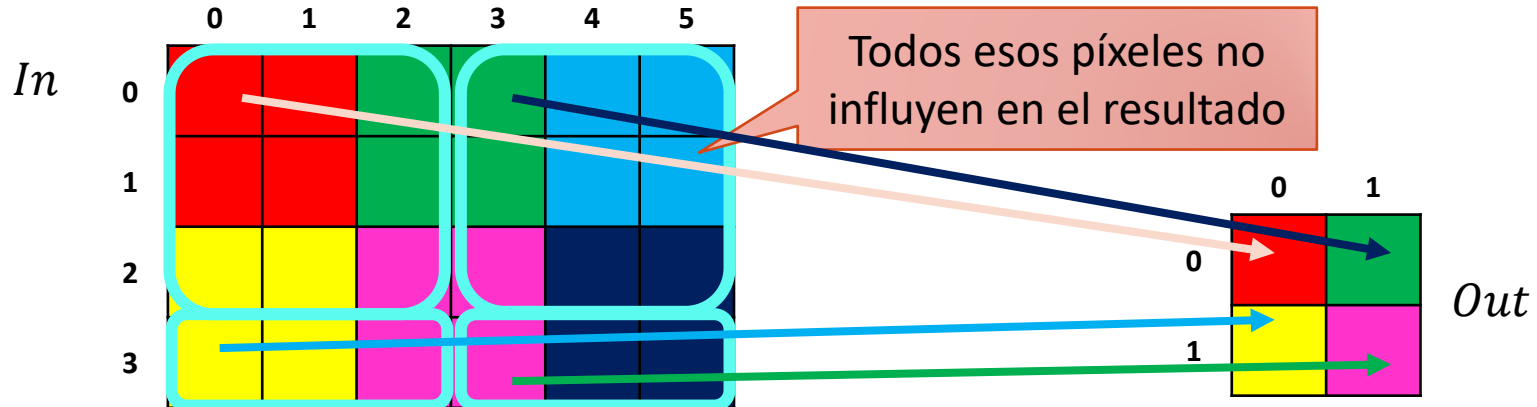 0 1 2 3 4 5
In
0
1
2
3
Todos esos píxeles no
influyen en el resultado
0 1
0
1
Out